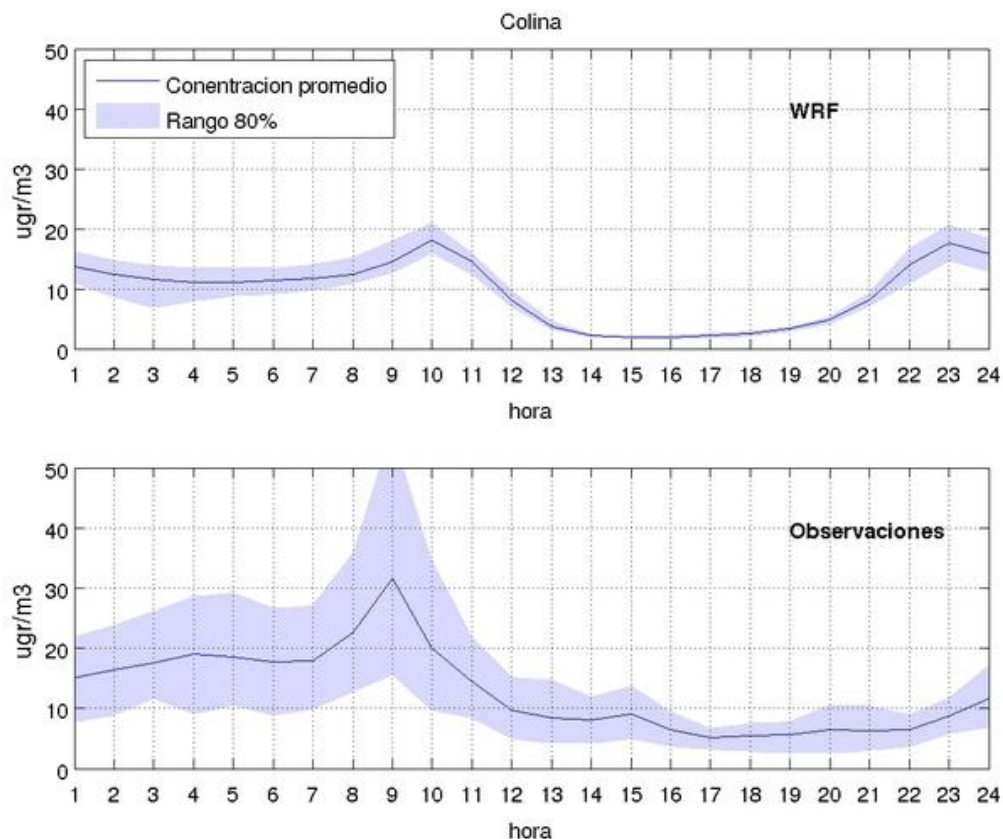 Colina
50
40
30
20
10
0
ugr/m3
Conentracion promedio
Rango 80%
WRF
1 2 3 4 5 6 7 8 9 10 11 12 13 14 15 16 17 18 19 20 21 22 23 24
hora
50
40
30
20
10
0
ugr/m3
Observaciones
1 2 3 4 5 6 7 8 9 10 11 12 13 14 15 16 17 18 19 20 21 22 23 24
hora